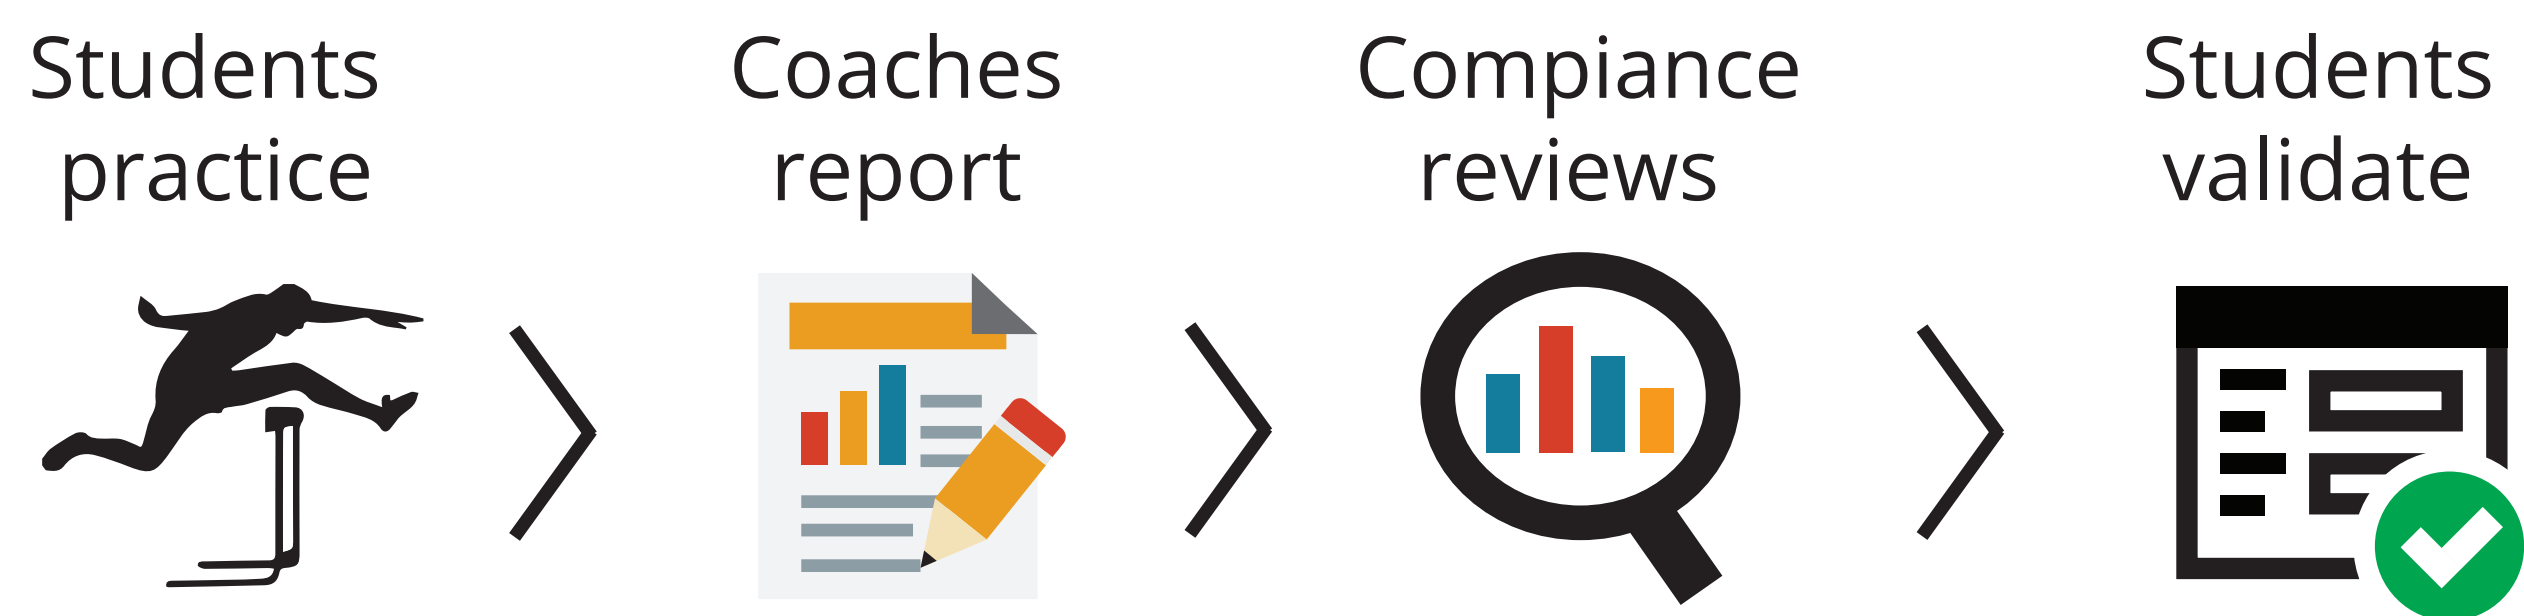 Students
practice
Coaches
report
Compiance
reviews
Students
validate